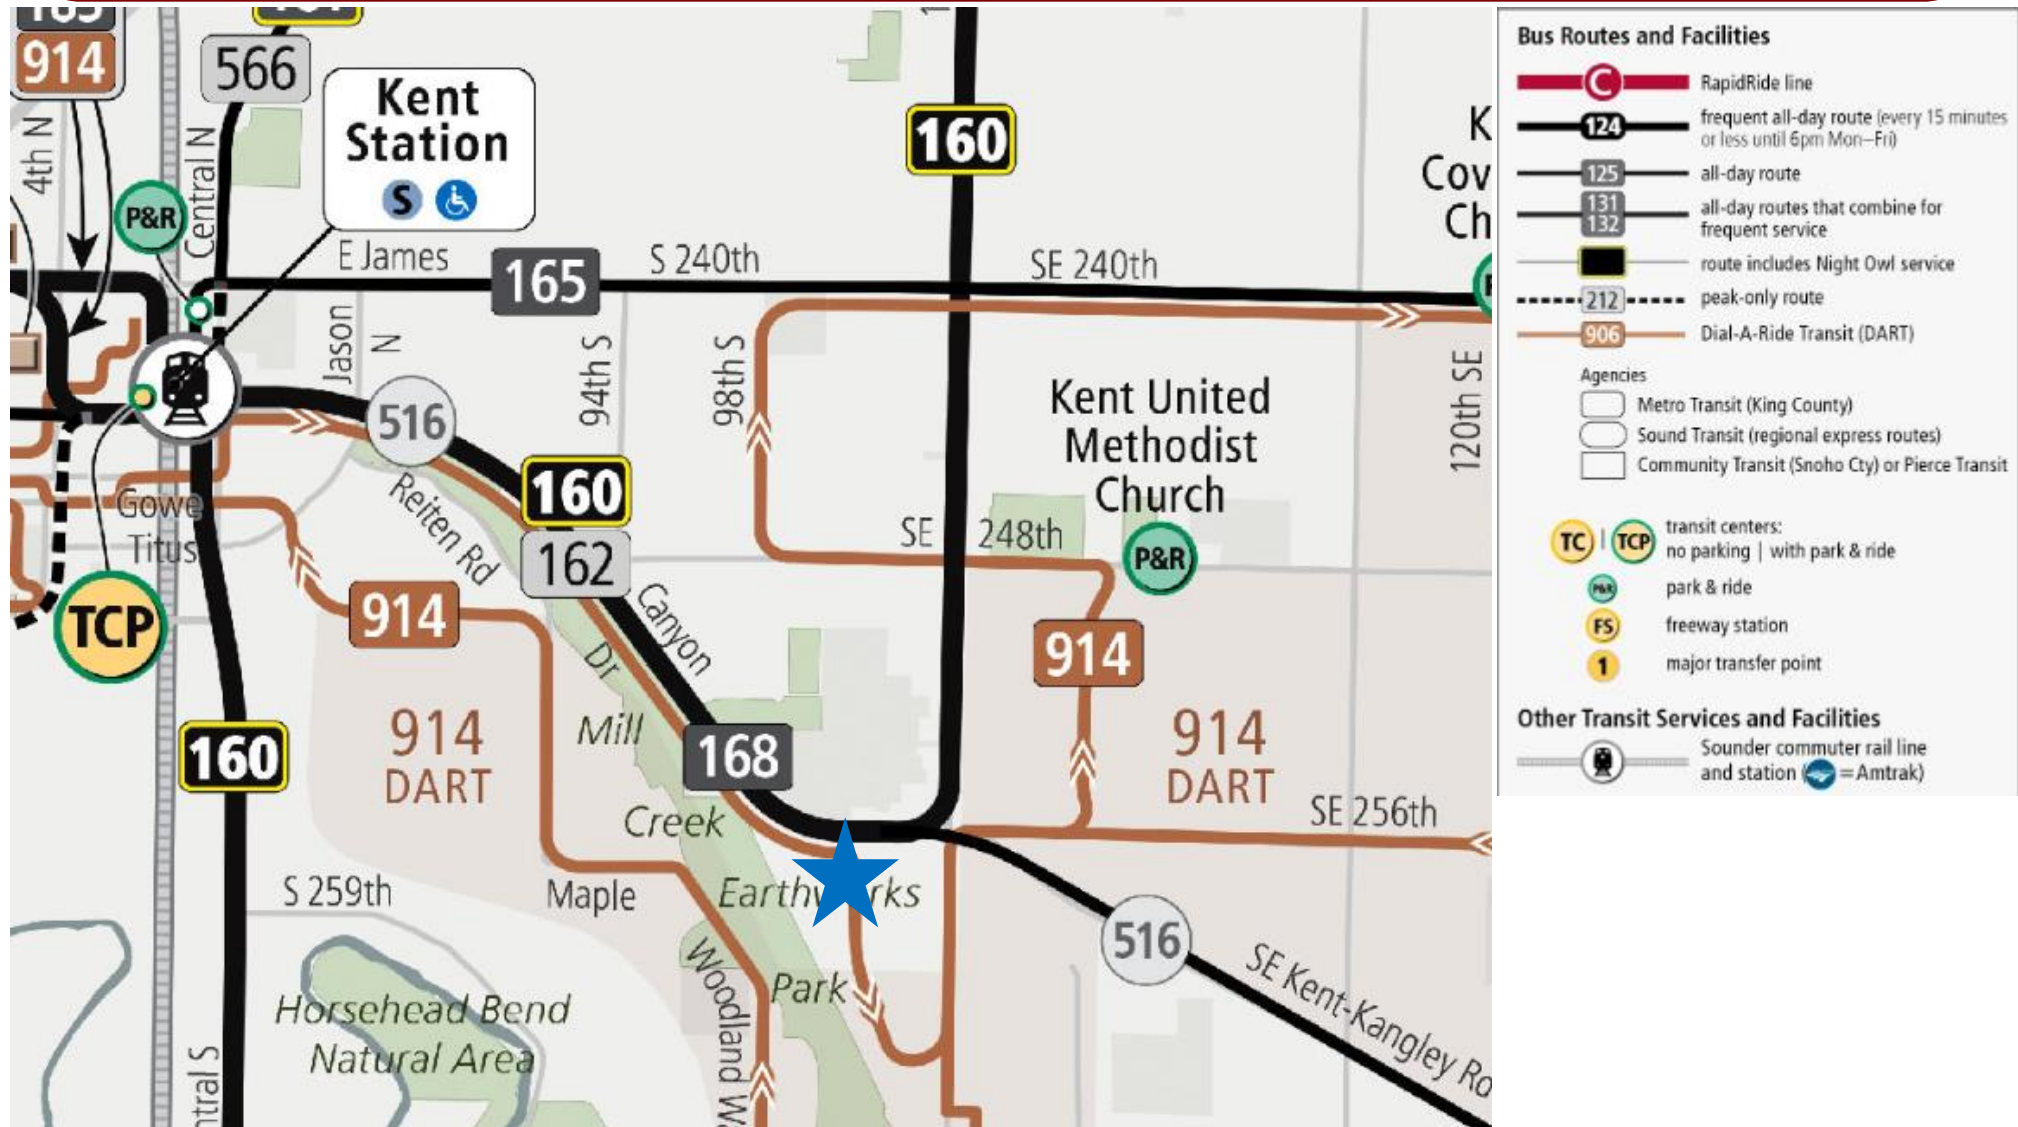 914
566
Kent
Station
S
4th N
Central N
P&R
E James
165
S 240th
SE 240th
160
Jason
N
94th S
98th S
120th SE
516
Kent United
Methodist
Church
160
162
Reiten Rd
Gowe
Titus
SE 248th
P&R
TCP
914
Canyon
Dr
914
160
914
DART
Mill
168
914
DART
Creek
SE 256th
S 259th
Maple
Park
516
Woodland
SE Kent-Kangley Rd
Horsehead Bend
Natural Area
Bus Routes and Facilities
C RapidRide line
124 frequent all-day route (every 15 minutes
or less until 6pm Mon–Fri)
125 all-day route
131
132
all-day routes that combine for
frequent service
route includes Night Owl service
212 peak-only route
906 Dial-A-Ride Transit (DART)
Agencies
Metro Transit (King County)
Sound Transit (regional express routes)
Community Transit (Snoho Cty) or Pierce Transit
TC | TCP
transit centers:
no parking | with park & ride
P&R park & ride
FS freeway station
1 major transfer point
Other Transit Services and Facilities
Sounder commuter rail line
and station ( =Amtrak)